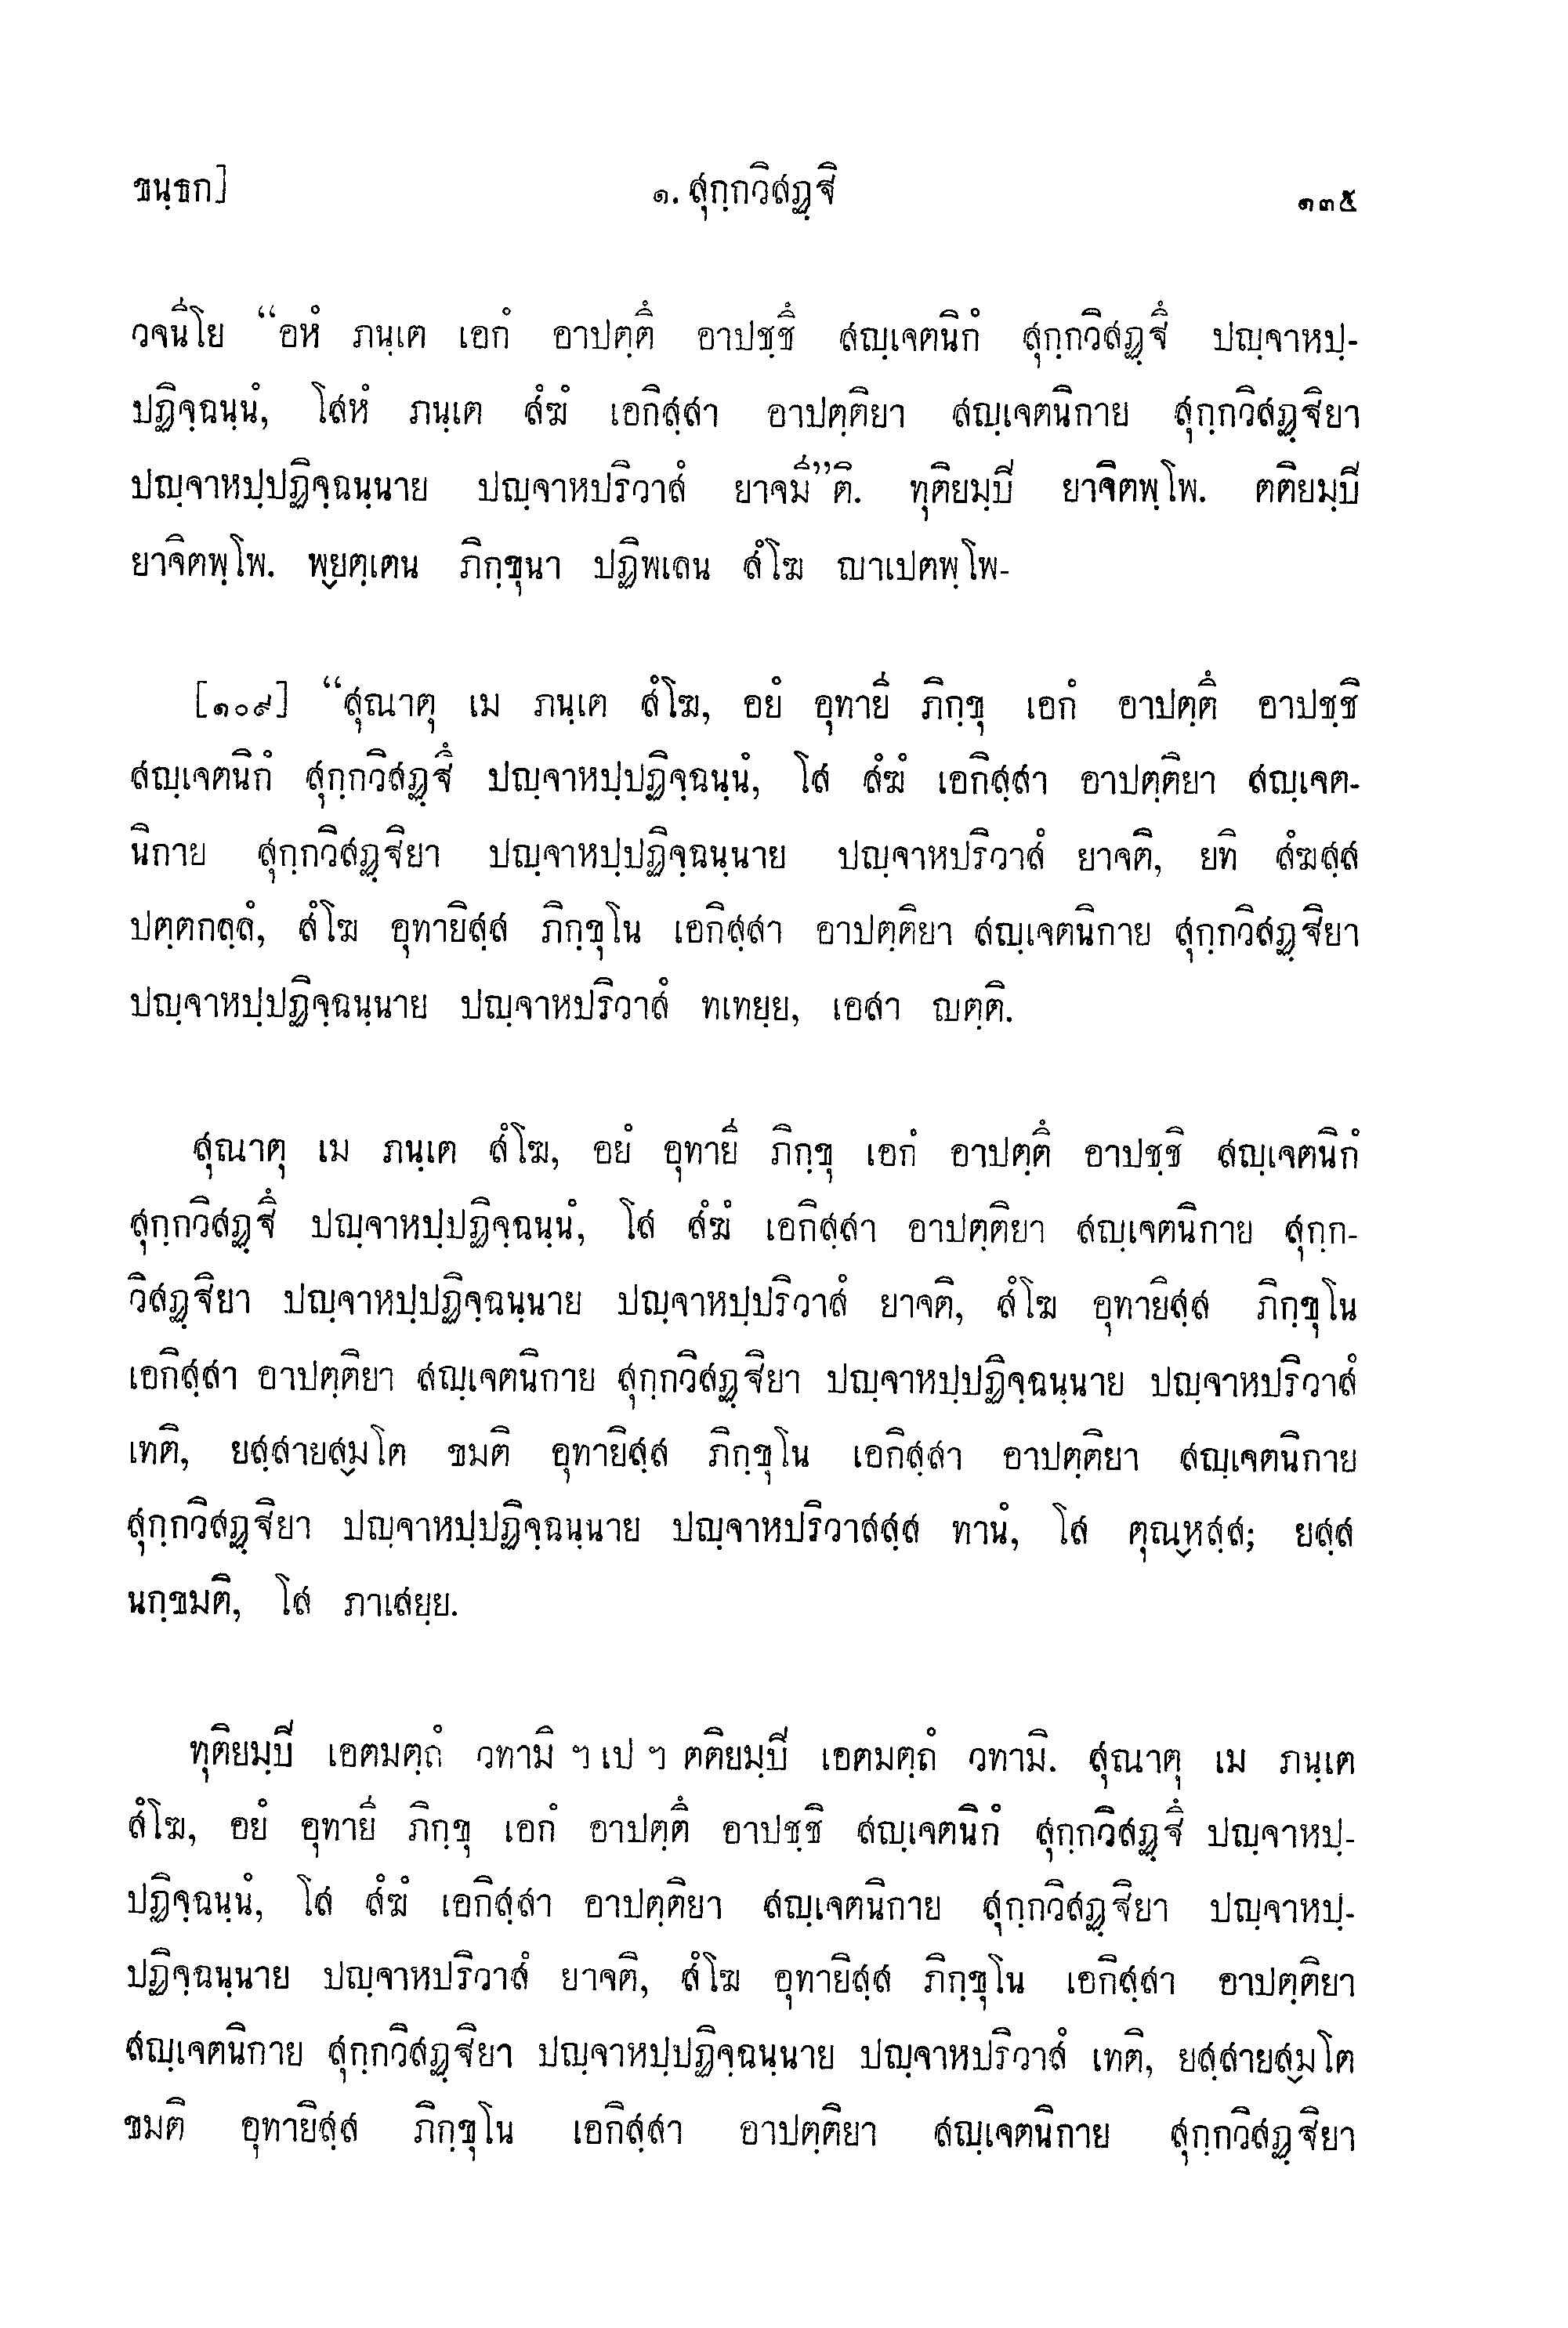 ขนฺธก]
๑. สุกฺกวิสฏฺฐิ
๑๓๕
วจนีโย “อหํ ภนฺเต เอกํ อาปตฺตึ อาปชฺชึ สญฺเจตนิกํ สุกฺกวิสฏฺฐึ ปญฺจาหปฺ-
ปฏิจฺฉนฺนํ, โสหํ ภนฺเต สํฆํ เอกิสฺสา อาปตฺติยา สญฺเจตนิกาย สุกฺกวิสฏฺฐิยา
ปญฺจาหปฺปฏิจฺฉนฺนาย ปญฺจาหปริวาสํ ยาจามี”ติ. ทุติยมฺปิ ยาจิตพฺโพ. ตติยมฺปิ
ยาจิตพฺโพ. พฺยตฺเตน ภิกฺขุนา ปฏิพเลน สํโฆ ญาเปตพฺโพ-
[๑๐๙] “สุณาตุ เม ภนฺเต สํโฆ, อยํ อุทายี ภิกฺขุ เอกํ อาปตฺตึ อาปชฺชิ
สญฺเจตนิกํ สุกฺกวิสฏฺฐึ ปญฺจาหปฺปฏิจฺฉนฺนํ, โส สํฆํ เอกิสฺสา อาปตฺติยา สญฺเจต-
นิกาย สุกฺกวิสฏฺฐิยา ปญฺจาหปฺปฏิจฺฉนฺนาย ปญฺจาหปริวาสํ ยาจติ, ยทิ สํฆสฺส
ปตฺตกลฺลํ, สํโฆ อุทายิสฺส ภิกฺขุโน เอกิสฺสา อาปตฺติยา สญฺเจตนิกาย สุกฺกวิสฏฺฐิยา
ปญฺจาหปฺปฏิจฺฉนฺนาย ปญฺจาหปริวาสํ ทเทยฺย, เอสา ญตฺติ.
สุณาตุ เม ภนฺเต สํโฆ, อยํ อุทายี ภิกฺขุ เอกํ อาปตฺตึ อาปชฺชิ สญฺเจตนิกํ
สุกฺกวิสฏฺฐึ ปญฺจาหปฺปฏิจฺฉนฺนํ, โส สํฆํ เอกิสฺสา อาปตฺติยา สญฺเจตนิกาย สุกฺก-
วิสฏฺฐิยา ปญฺจาหปฺปฏิจฺฉนฺนาย ปญฺจาหปฺปริวาสํ ยาจติ, สํโฆ อุทายิสฺส ภิกฺขุโน
เอกิสฺสา อาปตฺติยา สญฺเจตนิกาย สุกฺกวิสฏฺฐิยา ปญฺจาหปฺปฏิจฺฉนฺนาย ปญฺจาหปริวาสํ
เทติ, ยสฺสายสฺมโต ขมติ อุทายิสฺส ภิกฺขุโน เอกิสฺสา อาปตฺติยา สญฺเจตนิกาย
สุกฺกวิสฏฺฐิยา ปญฺจาหปฺปฏิจฺฉนฺนาย ปญฺจาหปริวาสสฺส ทานํ, โส ตุณฺหสฺส; ยสฺส
นกฺขมติ, โส ภาเสยฺย.
ทุติยมฺปิ เอตมตฺถํ วทามิ ฯ เป ฯ ตติยมฺปิ เอตมตฺถํ วทามิ. สุณาตุ เม ภนฺเต
สํโฆ, อยํ อุทายี ภิกฺขุ เอกํ อาปตฺตึ อาปชฺชิ สญฺเจตนิกํ สุกฺกวิสฏฺฐึ ปญฺจาหปฺ-
ปฏิจฺฉนฺนํ, โส สํฆํ เอกิสฺสา อาปตฺติยา สญฺเจตนิกาย สุกฺกวิสฏฺฐิยา ปญฺจาหปฺ-
ปฏิจฺฉนฺนาย ปญฺจาหปริวาสํ ยาจติ, สํโฆ อุทายิสฺส ภิกฺขุโน เอกิสฺสา อาปตฺติยา
สญฺเจตนิกาย สุกฺกวิสฏฺฐิยา ปญฺจาหปฺปฏิจฺฉนฺนาย ปญฺจาหปริวาสํ เทติ, ยสฺสายสฺมโต
ขมติ อุทายิสฺส ภิกฺขุโน เอกิสฺสา อาปตฺติยา สญฺเจตนิกาย สุกฺกวิสฏฺฐิยา